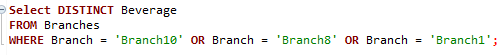 Select DISTINCT Beverage
FROM Branches
WHERE Branch = 'Branch10' OR Branch = 'Branch8' OR Branch = 'Branch1';